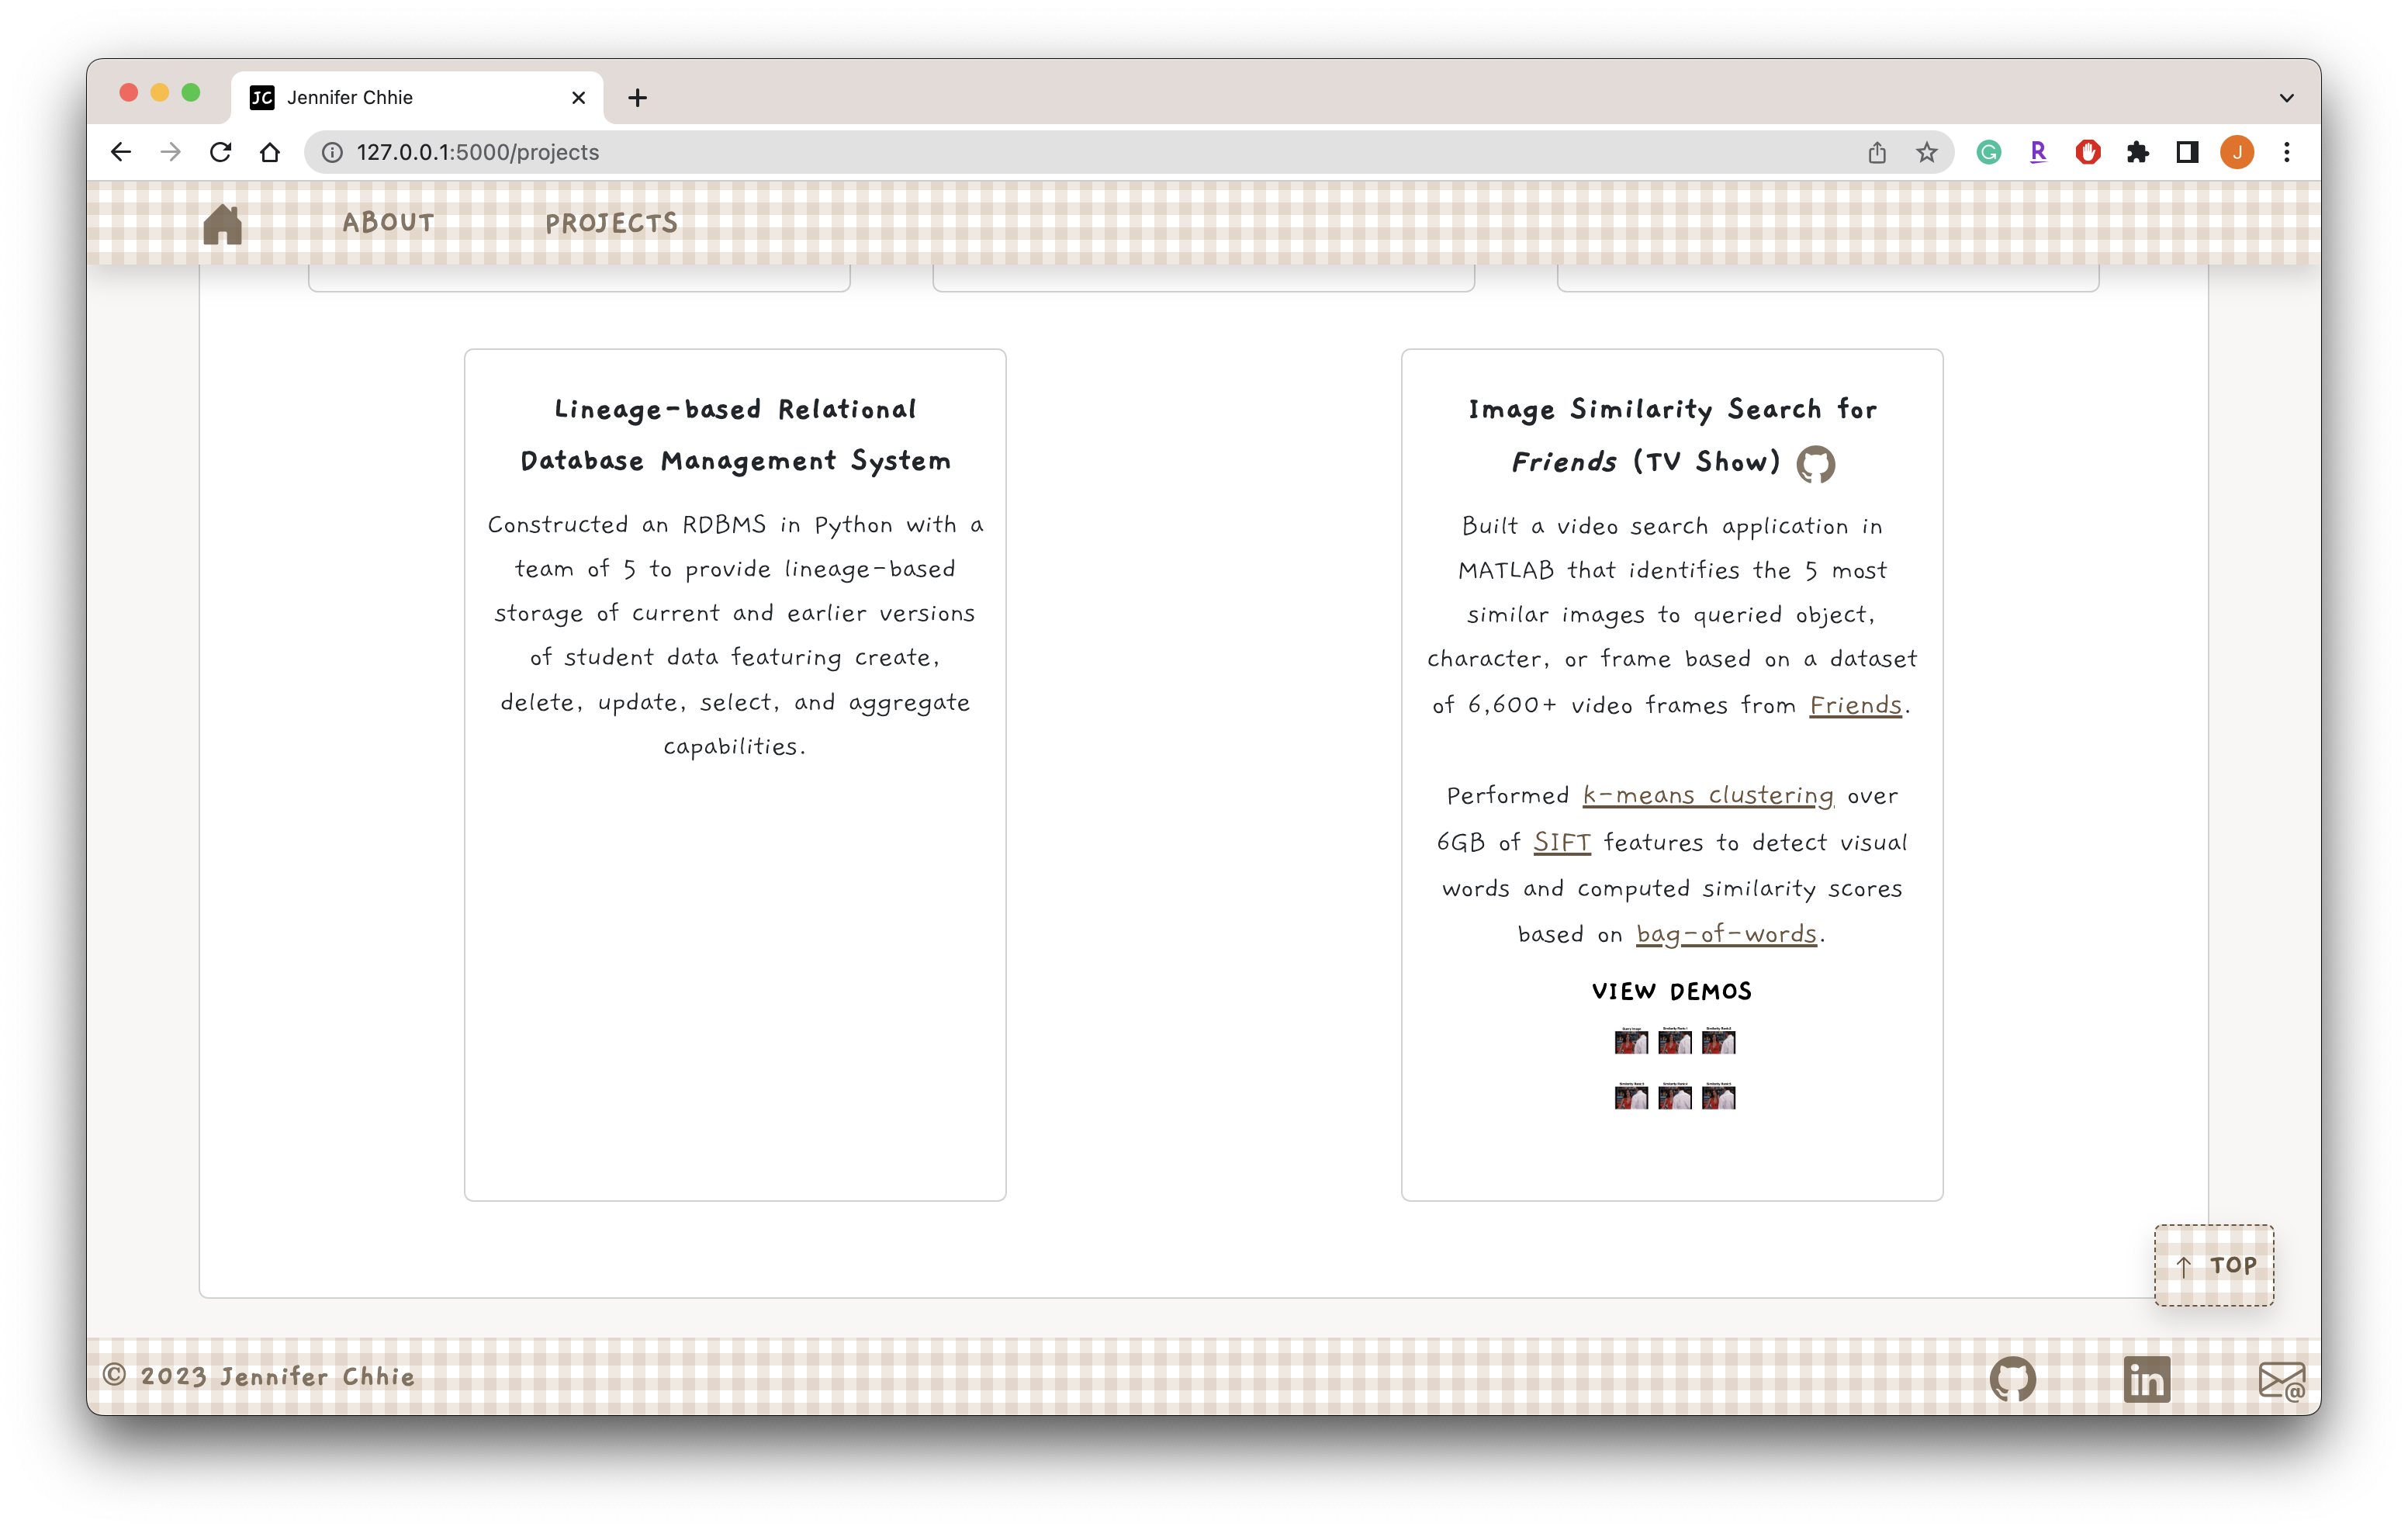 JC Jennifer Chhie
127.0.0.1:5000/projects
R
J
ABOUT PROJECTS
Lineage-based Relational
Database Management System
Constructed an RDBMS in Python with a
team of 5 to provide lineage-based
storage of current and earlier versions
of student data featuring create,
delete, update, select, and aggregate
capabilities.
Image Similarity Search for
Friends (TV Show)
Built a video search application in
MATLAB that identifies the 5 most
similar images to queried object,
character, or frame based on a dataset
of 6,600+ video frames from Friends.
Performed k-means clustering over
6GB of SIFT features to detect visual
words and computed similarity scores
based on bag-of-words.
VIEW DEMOS
↑ TOP
© 2023 Jennifer Chhie
in
@